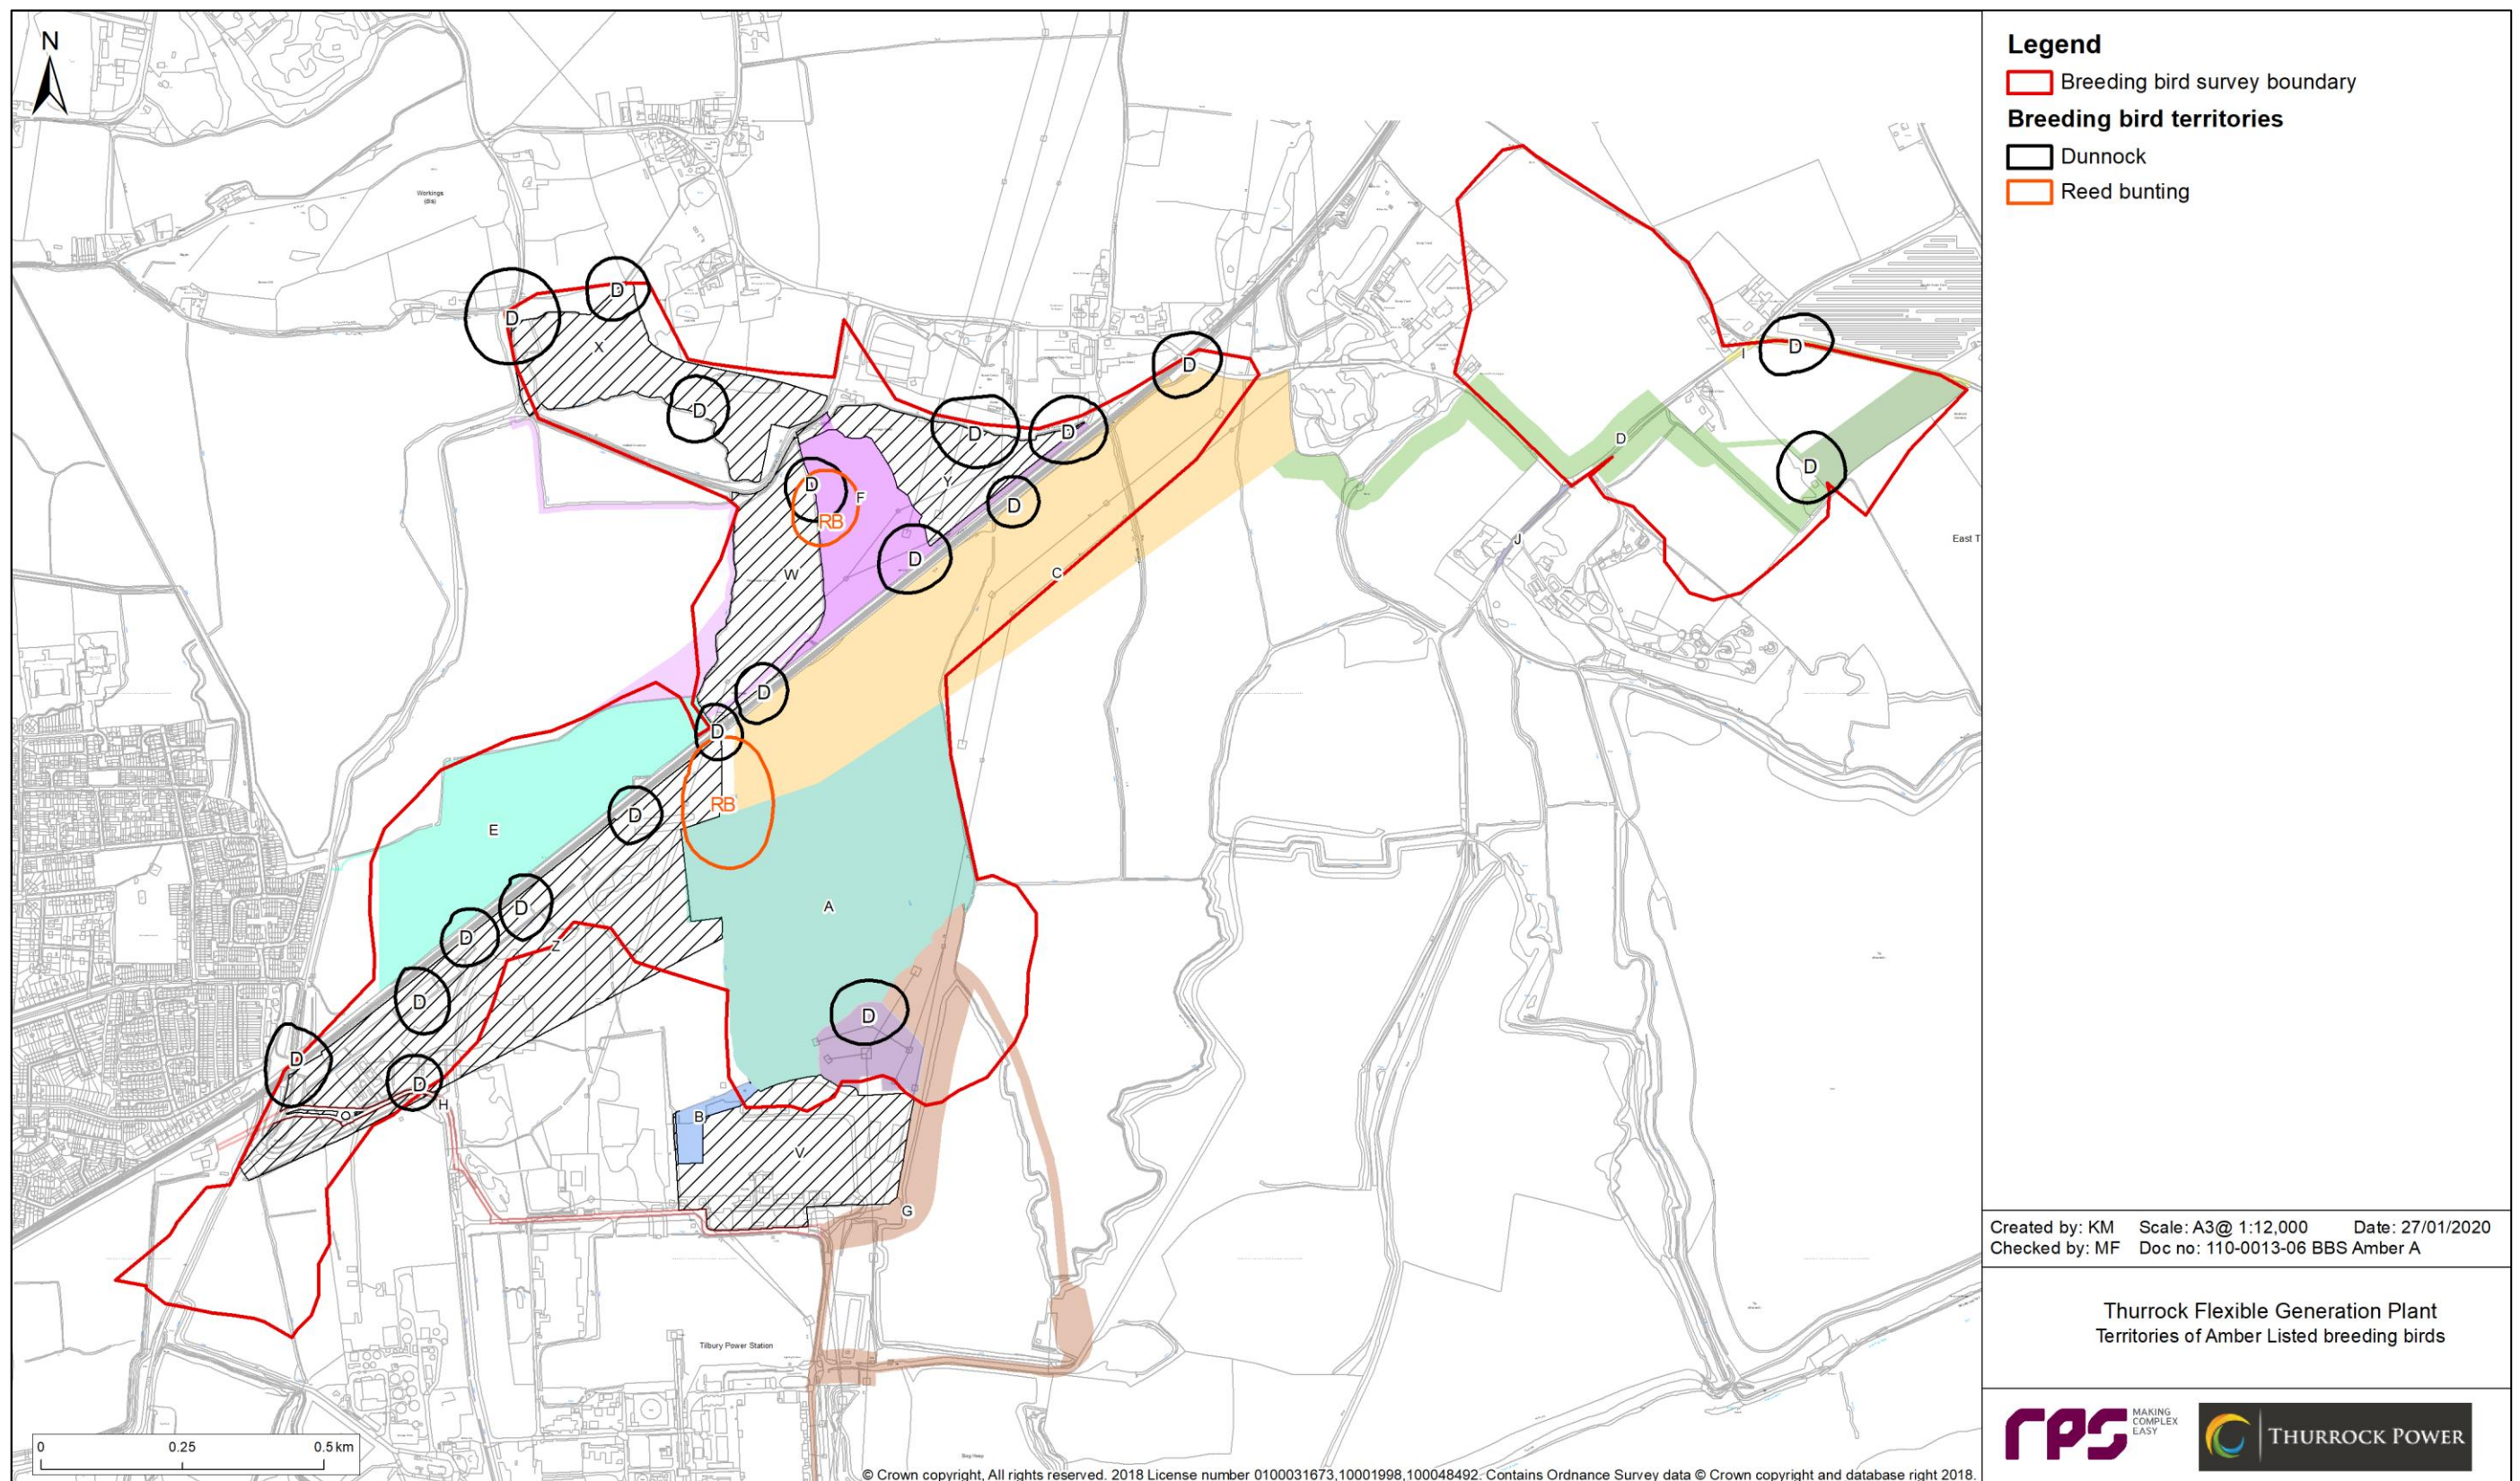 N
Workings
(dis)
D
D
X
D
D
D
D
D
I
D
D
D
D
F
Y
RB
D
J
D
W
C
East T
D
D
RB
D
E
A
D
D
Z
D
D
D
D
H
B
V
G
Tilbury Power Station
0
0.25
0.5 km
© Crown copyright, All rights reserved. 2018 License number 0100031673,10001998,100048492. Contains Ordnance Survey data © Crown copyright and database right 2018.
Legend
Breeding bird survey boundary
Breeding bird territories
Dunnock
Reed bunting
Created by: KM Scale: A3@ 1:12,000 Date: 27/01/2020
Checked by: MF Doc no: 110-0013-06 BBS Amber A
Thurrock Flexible Generation Plant
Territories of Amber Listed breeding birds
rps MAKING
COMPLEX
EASY
THURROCK POWER